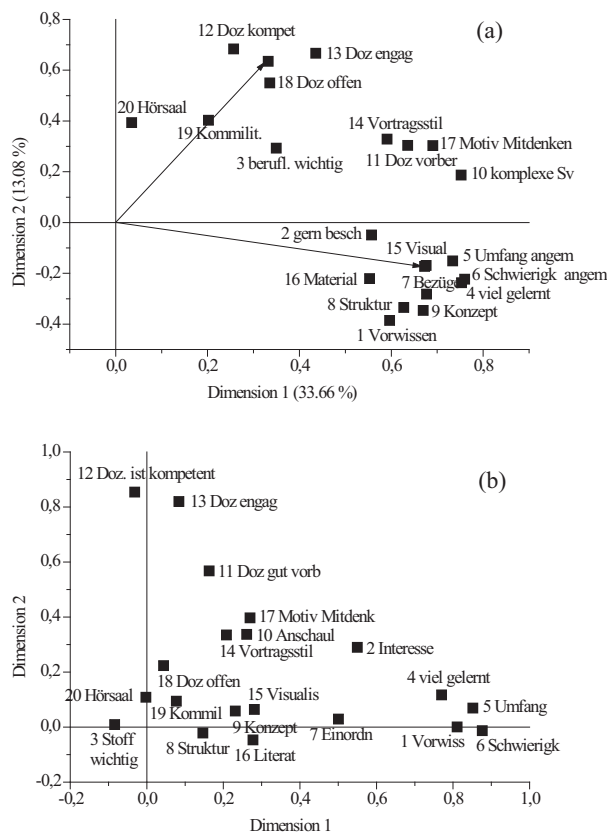 (a)
0,8
12 Doz kompet
13 Doz engag
0,6
18 Doz offen
20 Hörsaal
0,4
19 Kommilit.
14 Vortragsstil
17 Motiv Mitdenken
3 berufl. wichtig
11 Doz vorber
0,2
10 komplexe Sv
0,0
2 gern besch
15 Visual
5 Umfang angem
-0,2
16 Material
7 Bezüge
6 Schwierigk angem
4 viel gelernt
8 Struktur
9 Konzept
-0,4
1 Vorwissen
Dimension 2 (13.08 %)
0,0 0,2 0,4 0,6 0,8
Dimension 1 (33.66 %)
(b)
1,0
12 Doz. ist kompetent
13 Doz engag
0,8
0,6
11 Doz gut vorb
17 Motiv Mitdenk
0,4
10 Anschaul
14 Vortragsstil
2 Interesse
0,2
18 Doz offen
4 viel gelernt
20 Hörsaal
15 Visualis
5 Umfang
19 Kommil
9 Konzept
7 Einordn
1 Vorwiss
0,0
3 Stoff
wichtig
8 Struktur
16 Literat
6 Schwierigk
-0,2
Dimension 2
-0,2 0,0 0,2 0,4 0,6 0,8 1,0
Dimension 1